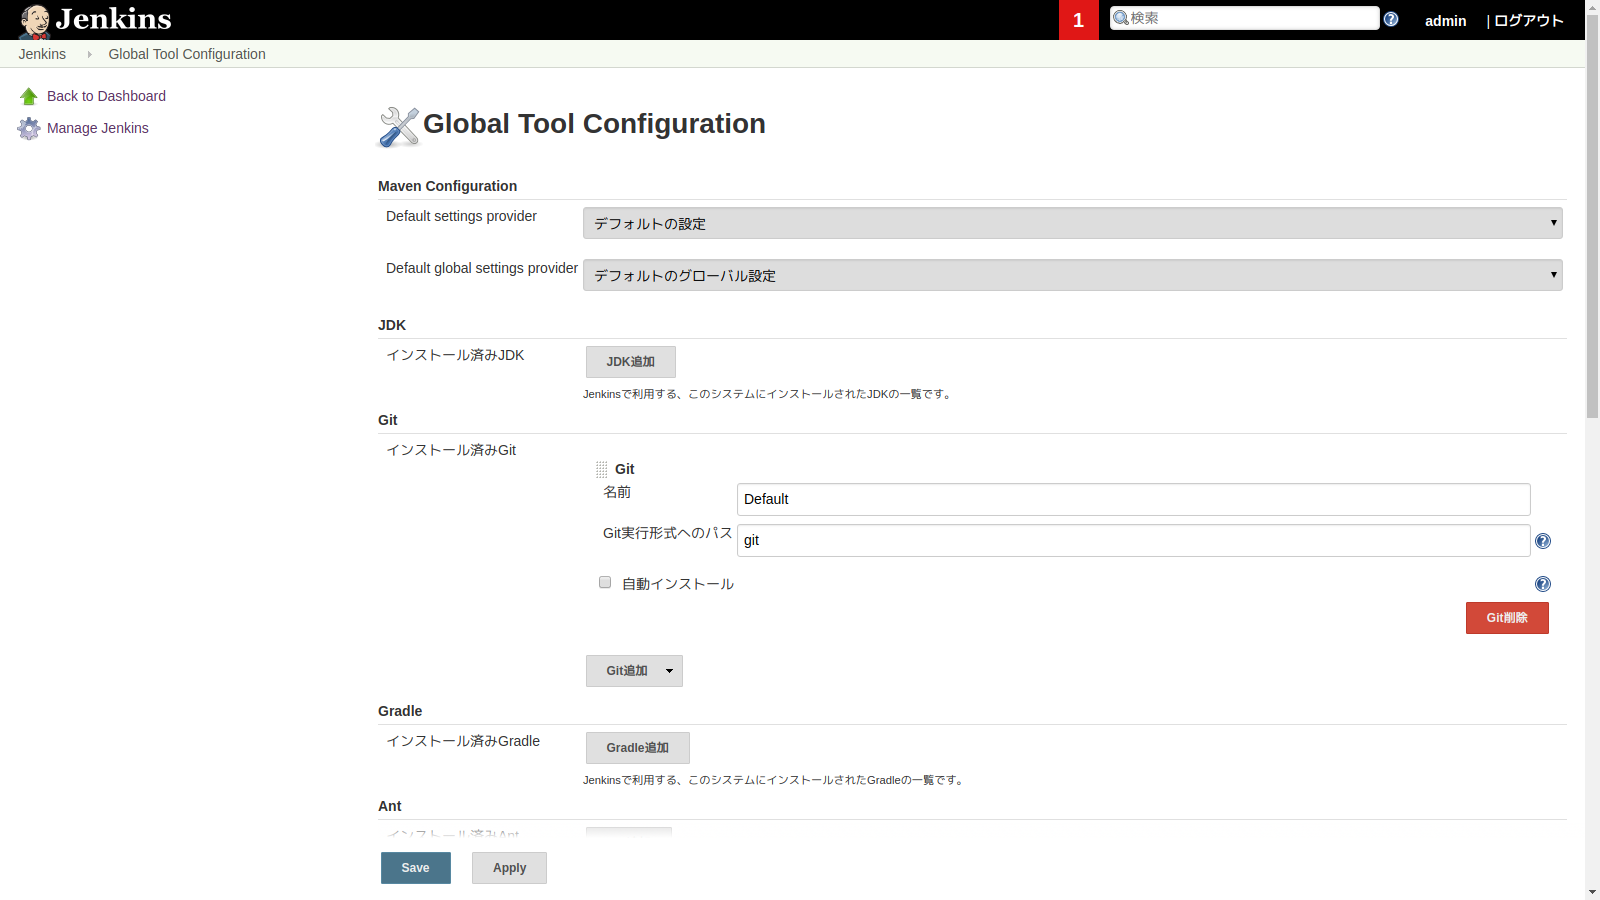 Jenkins
1
検索
admin
| ログアウト
Jenkins
Global Tool Configuration
Back to Dashboard
Manage Jenkins
Global Tool Configuration
Maven Configuration
Default settings provider
デフォルトの設定
Default global settings provider
デフォルトのグローバル設定
JDK
インストール済みJDK
JDK追加
Jenkinsで利用する、このシステムにインストールされたJDKの一覧です。
Git
インストール済みGit
Git
名前
Default
Git実行形式へのパス
git
自動インストール
Git削除
Git追加
Gradle
インストール済みGradle
Gradle追加
Jenkinsで利用する、このシステムにインストールされたGradleの一覧です。
Ant
インストール済みAnt
Save
Apply